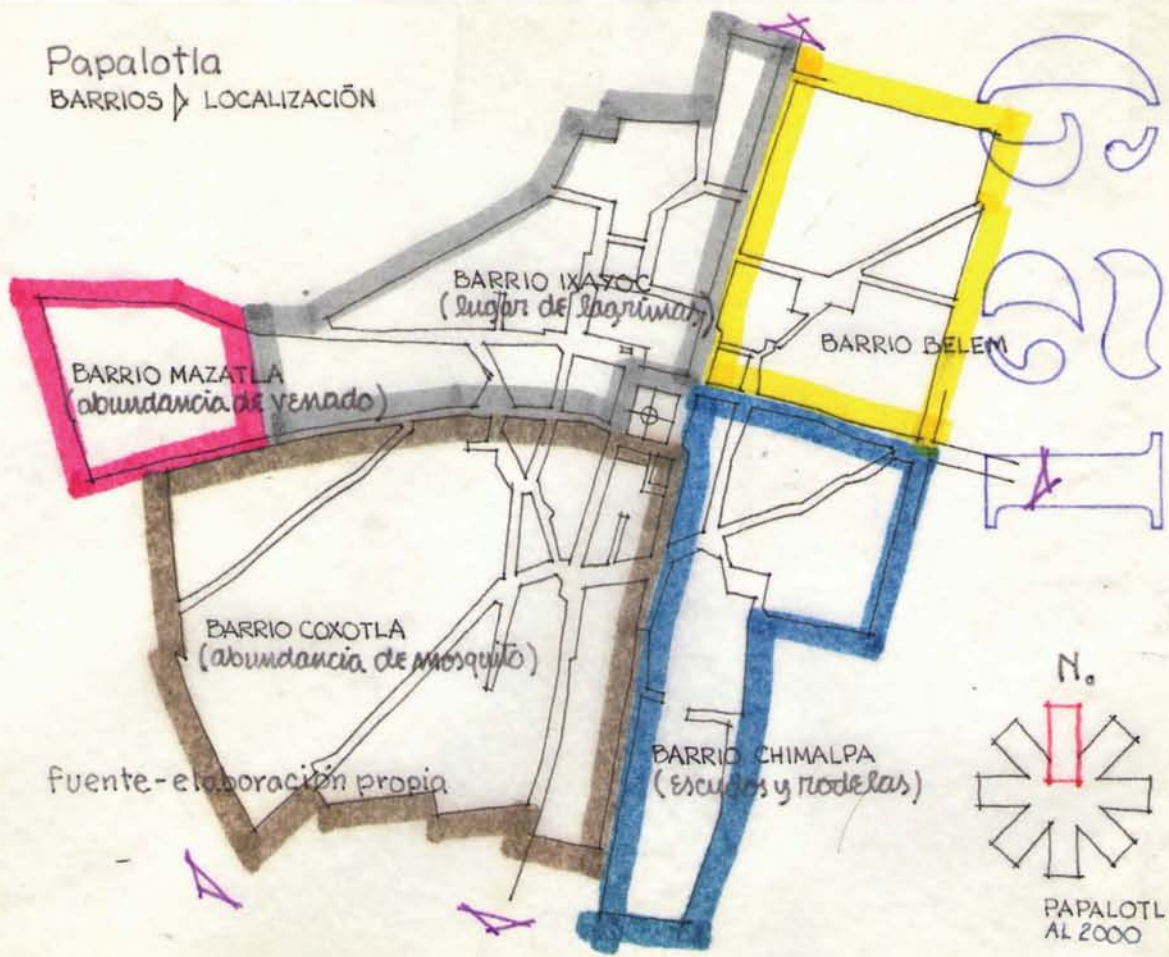 Papalotla
BARRIOS LOCALIZACIÓN
BARRIO IXAYOC
(lugar de lagrimas)
BARRIO BELEM
BARRIO MAZATLA
(abundancia de venado)
BARRIO COXOTLA
(abundancia de mosquito)
BARRIO CHIMALPA
(Escudos y rodelas)
fuente-elaboración propia
N.
PAPALOTL
AL 2000